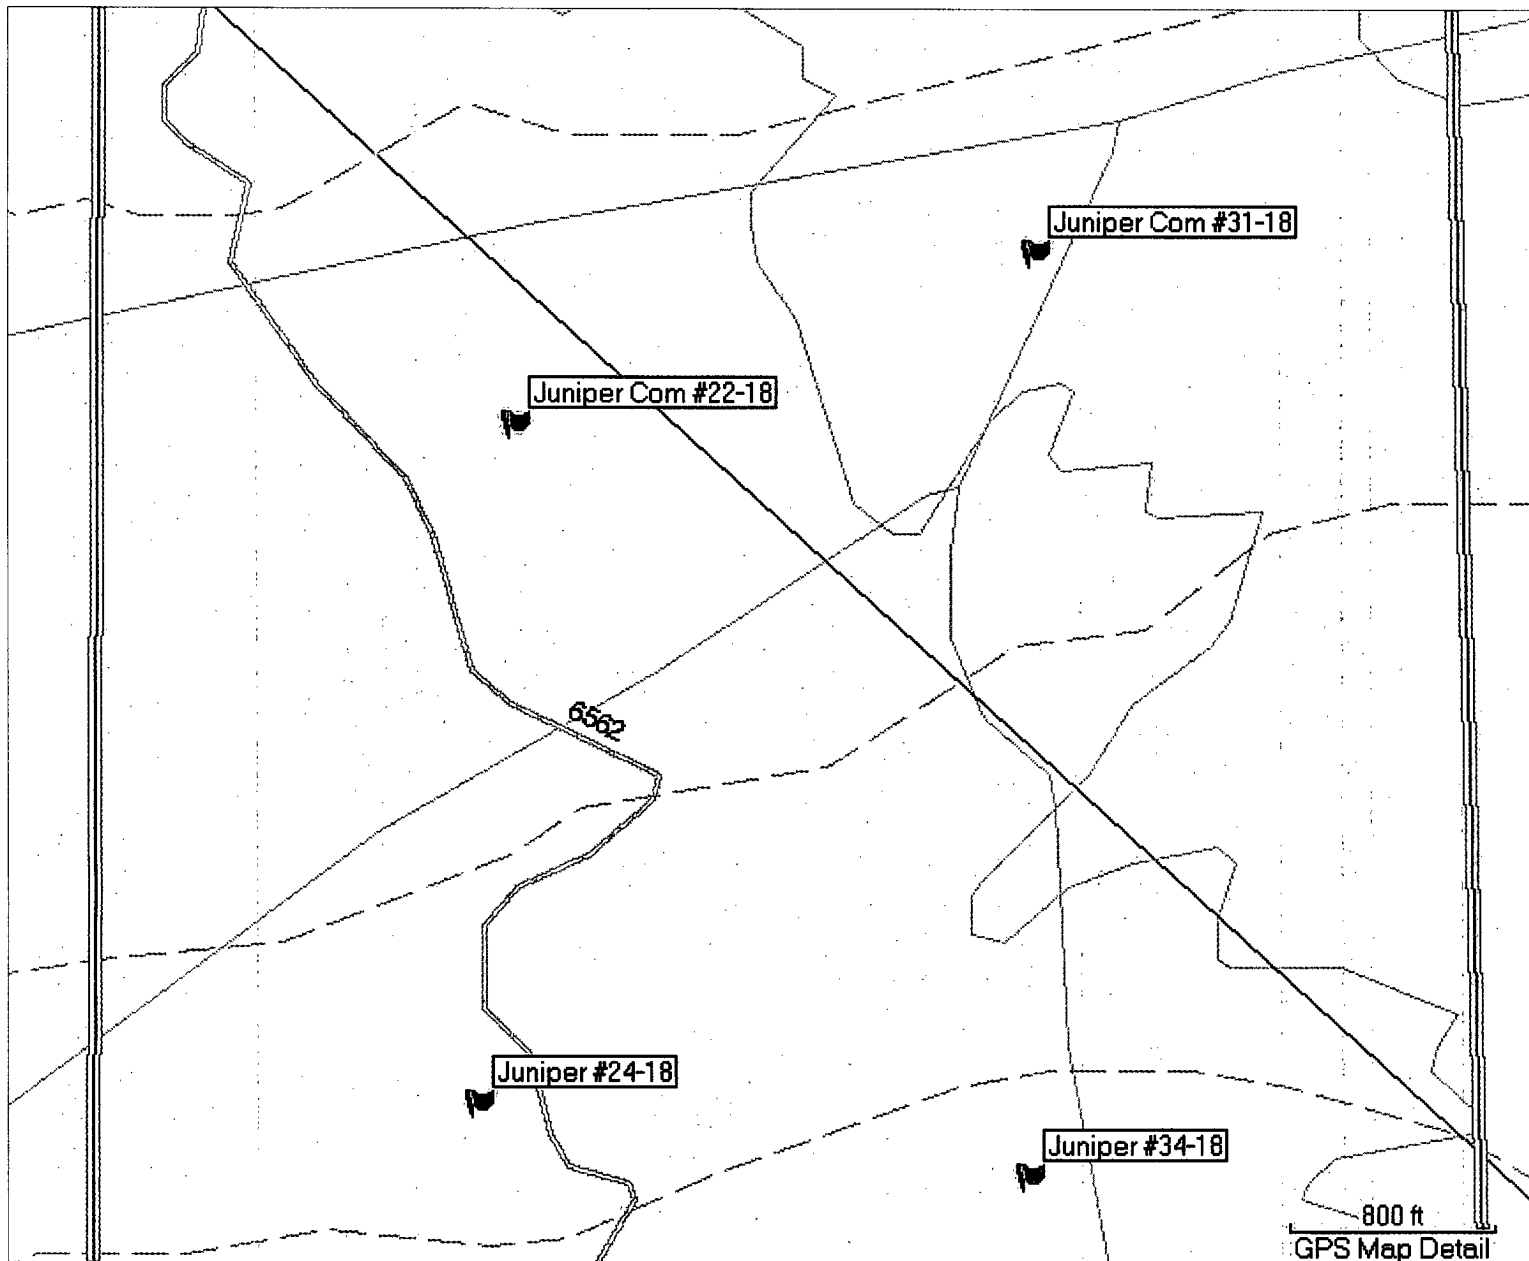 Juniper Com #31-18
Juniper Com #22-18
6562
Juniper #24-18
Juniper #34-18
800 ft
GPS Map Detail